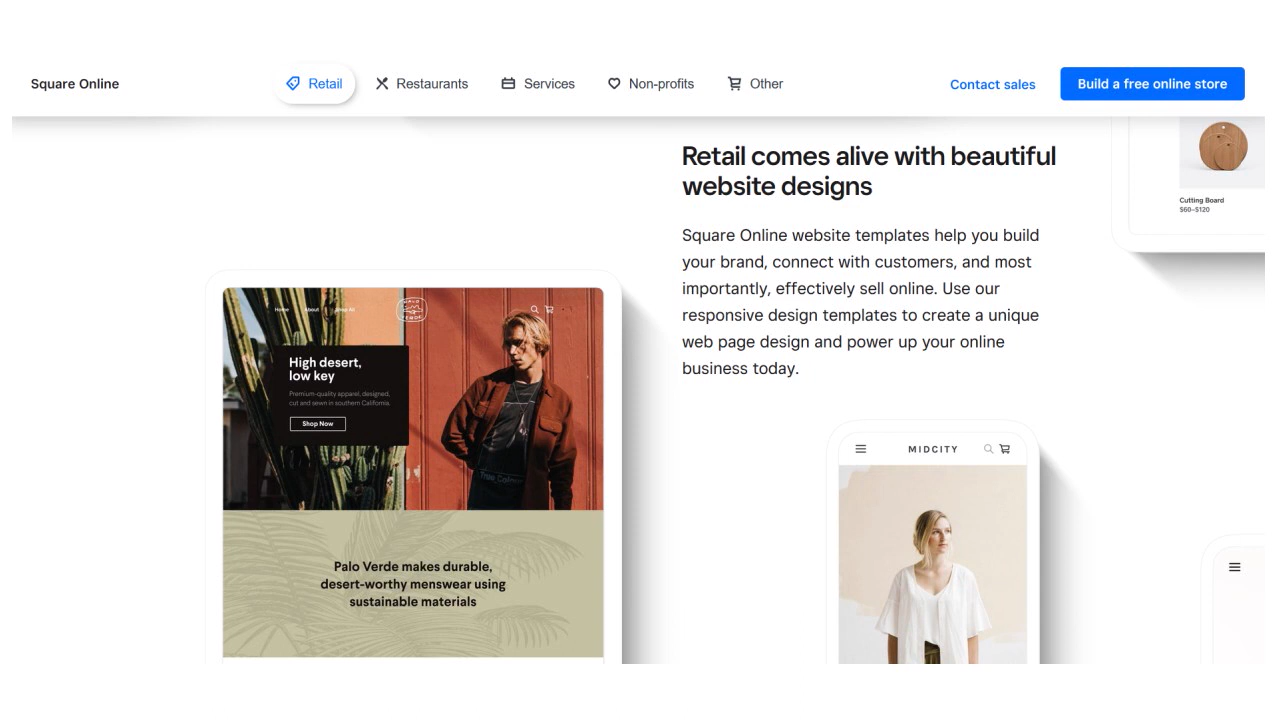 Square Online
Retail
Restaurants
Services
Non-profits
Other
Contact sales
Build a free online store
Retail comes alive with beautiful
website designs
Square Online website templates help you build
your brand, connect with customers, and most
importantly, effectively sell online. Use our
responsive design templates to create a unique
web page design and power up your online
business today.
Cutting Board
$60–$120
Home
About
Shop All
PALO
VERDE
High desert,
low key
Premium-quality apparel, designed,
cut and sewn in southern California.
Shop Now
Palo Verde makes durable,
desert-worthy menswear using
sustainable materials
MIDCITY